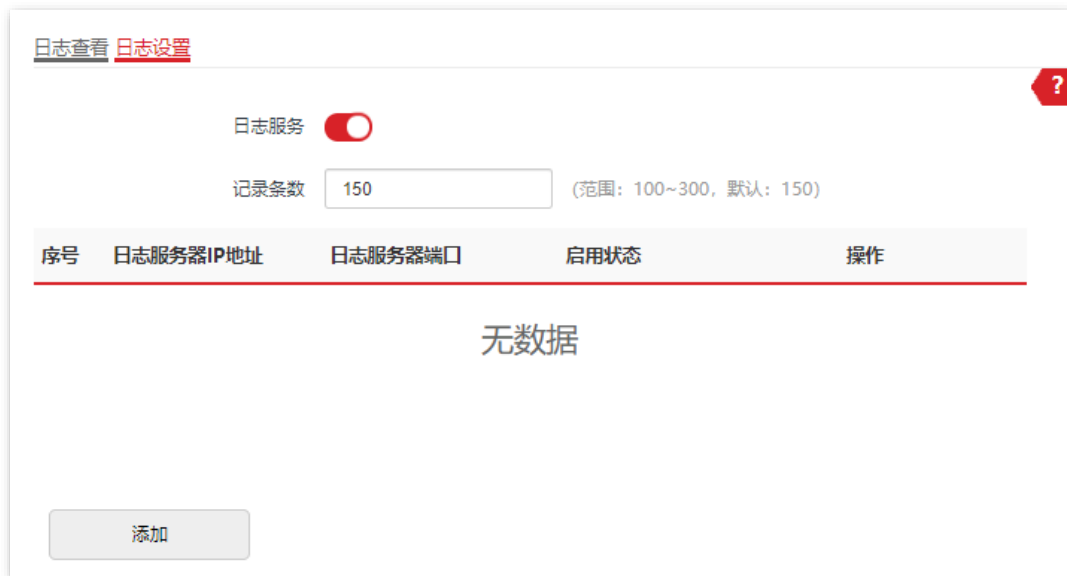 日志查看 日志设置
?
日志服务
记录条数 150 (范围：100~300，默认：150)
序号 日志服务器IP地址 日志服务器端口 启用状态 操作
无数据
添加